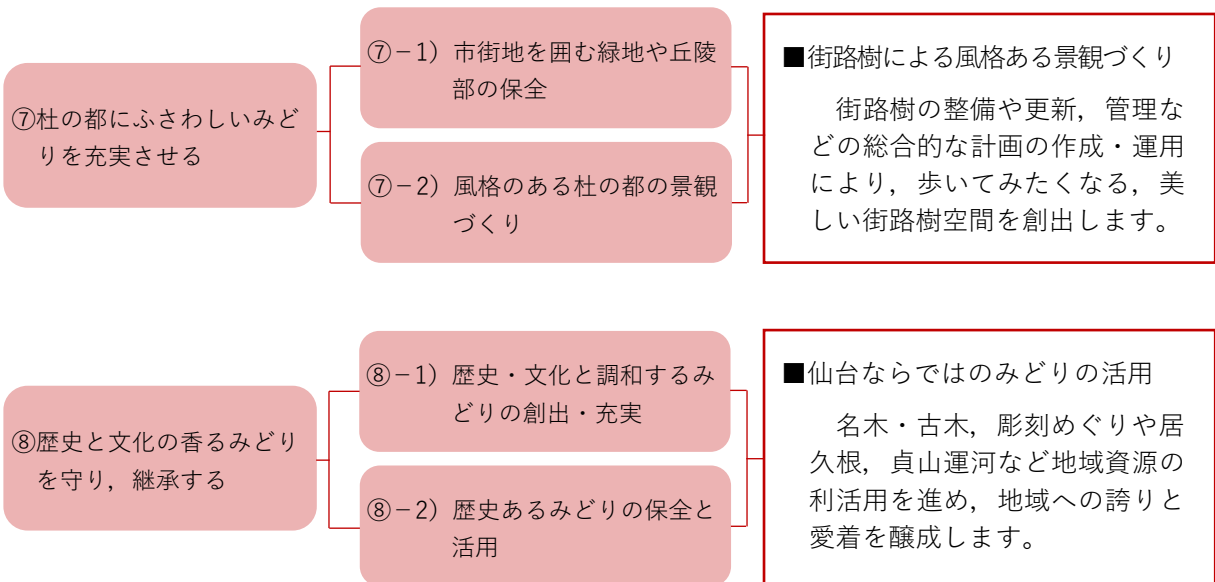 ⑦杜の都にふさわしいみど
りを充実させる
⑦－1）市街地を囲む緑地や丘陵
部の保全
⑦－2）風格のある杜の都の景観
づくり
■街路樹による風格ある景観づくり
街路樹の整備や更新，管理な
どの総合的な計画の作成・運用
により，歩いてみたくなる，美
しい街路樹空間を創出します。
⑧歴史と文化の香るみどり
を守り，継承する
⑧－1）歴史・文化と調和するみ
どりの創出・充実
⑧－2）歴史あるみどりの保全と
活用
■仙台ならではのみどりの活用
名木・古木，彫刻めぐりや居
久根，貞山運河など地域資源の
利活用を進め，地域への誇りと
愛着を醸成します。